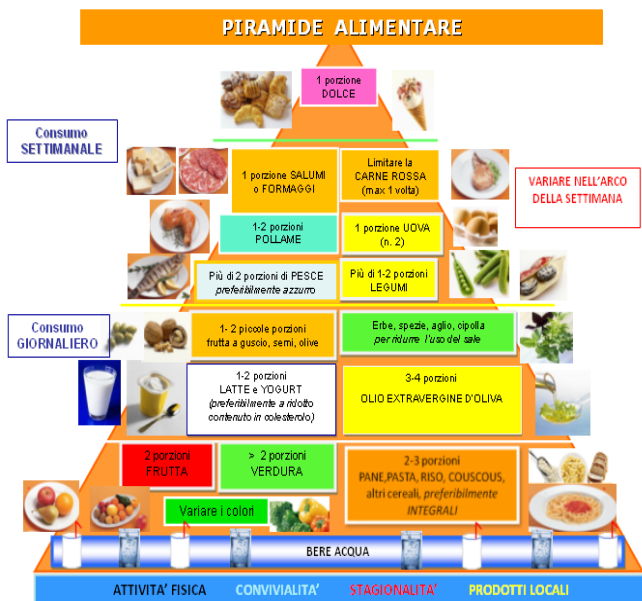 PIRAMIDE ALIMENTARE
1 porzione
DOLCE
Consumo
SETTIMANALE
1 porzione SALUMI
o FORMAGGI
Limitare la
CARNE ROSSA
(max 1 volta)
VARIARE NELL'ARCO
DELLA SETTIMANA
1-2 porzioni
POLLAME
1 porzione UOVA
(n. 2)
Più di 2 porzioni di PESCE
preferibilmente azzurro
Più di 1-2 porzioni
LEGUMI
Consumo
GIORNALIERO
1- 2 piccole porzioni
frutta a guscio, semi, olive
Erbe, spezie, aglio, cipolla
per ridurre l'uso del sale
1-2 porzioni
LATTE e YOGURT
(preferibilmente a ridotto
contenuto in colesterolo)
3-4 porzioni
OLIO EXTRAVERGINE D'OLIVA
2 porzioni
FRUTTA
> 2 porzioni
VERDURA
2-3 porzioni
PANE,PASTA, RISO, COUSCOUS,
altri cereali, preferibilmente
INTEGRALI
Variare i colori
BERE ACQUA
ATTIVITA' FISICA CONVIVIALITA' STAGIONALITA' PRODOTTI LOCALI